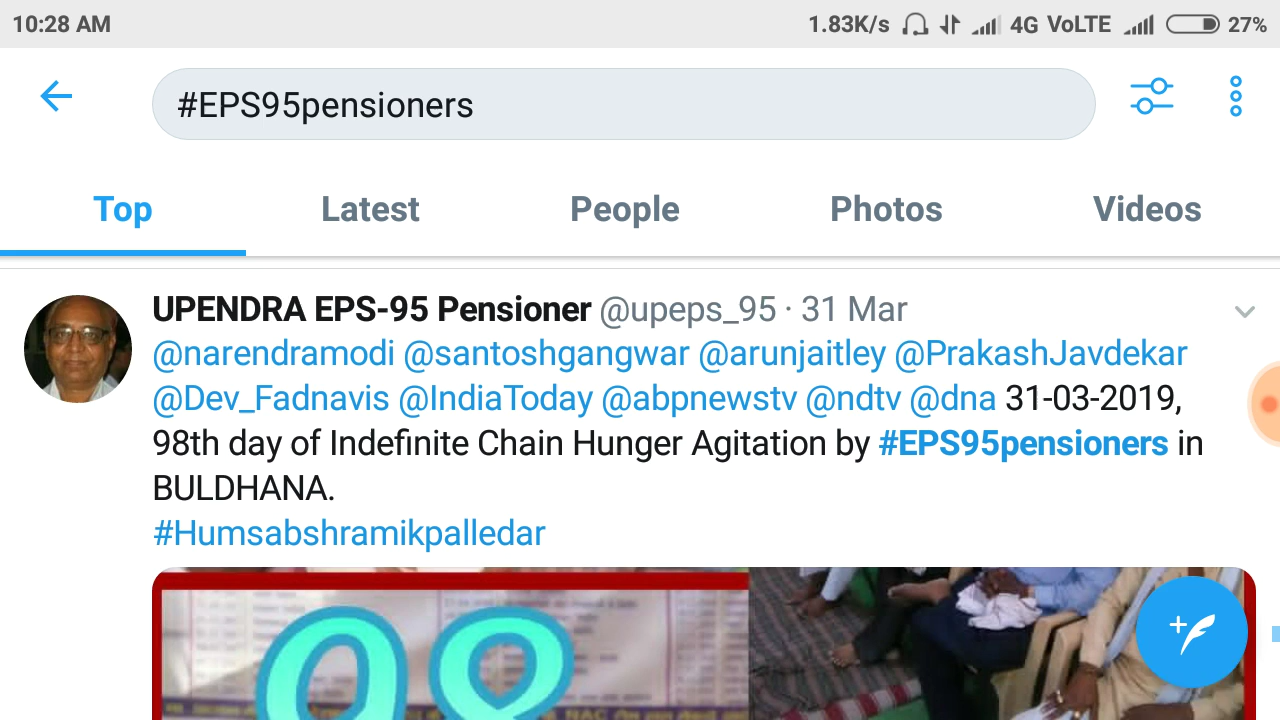 10:28 AM 1.83K/s 4G VoLTE 27%
#EPS95pensioners
Top Latest People Photos Videos
UPENDRA EPS-95 Pensioner @upeps_95 · 31 Mar
@narendramodi @santoshgangwar @arunjaitley @PrakashJavdekar
@Dev_Fadnavis @IndiaToday @abpnewstv @ndtv @dna 31-03-2019,
98th day of Indefinite Chain Hunger Agitation by #EPS95pensioners in
BULDHANA.
#Humsabshramikpalledar
98
NAC